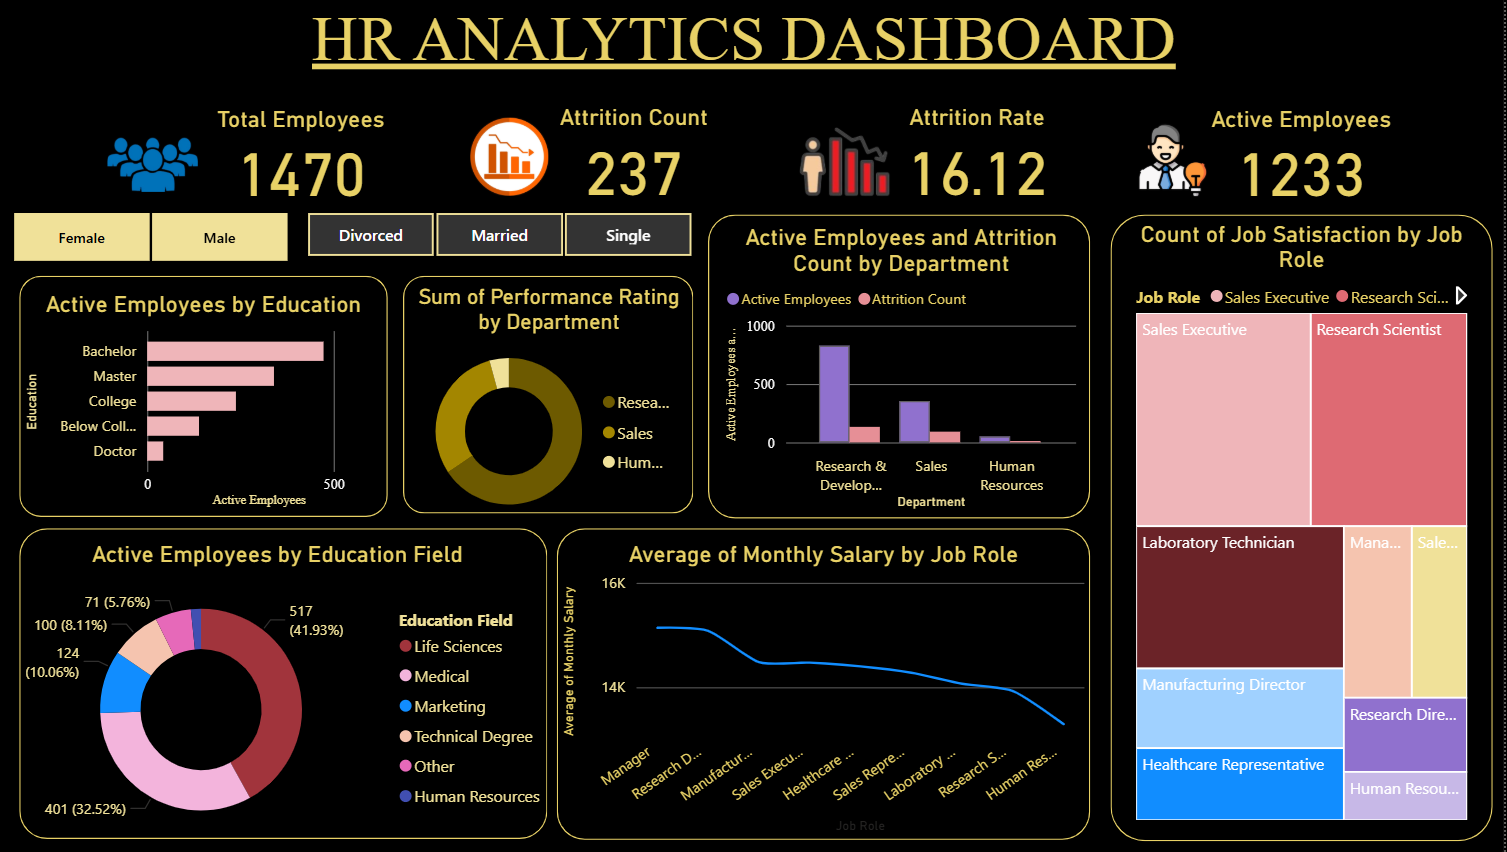 HR ANALYTICS DASHBOARD
Total Employees
1470
Attrition Count
237
Attrition Rate
16.12
Active Employees
1233
Female
Male
Divorced
Married
Single
Active Employees by Education
Education
Bachelor
Master
College
Below Coll...
Doctor
0
500
Active Employees
Sum of Performance Rating
by Department
Resea...
Sales
Hum...
Active Employees and Attrition
Count by Department
Active Employees
Attrition Count
Active Employees a...
1000
500
0
Research &
Develop...
Sales
Human
Resources
Department
Count of Job Satisfaction by Job
Role
Job Role
Sales Executive
Research Sci...
Sales Executive
Research Scientist
Laboratory Technician
Mana...
Sale...
Manufacturing Director
Research Dire...
Healthcare Representative
Human Resou...
Active Employees by Education Field
517
(41.93%)
401 (32.52%)
124
(10.06%)
100 (8.11%)
71 (5.76%)
Education Field
Life Sciences
Medical
Marketing
Technical Degree
Other
Human Resources
Average of Monthly Salary by Job Role
Average of Monthly Salary
16K
14K
Manager
Research D...
Manufactur...
Sales Execu...
Healthcare ...
Sales Repre...
Laboratory ...
Research S...
Human Res...
Job Role